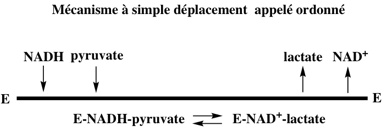 Mécanisme à simple déplacement appelé ordonné
NADH pyruvate lactate NAD⁺
E E
E-NADH-pyruvate ⇌ E-NAD⁺-lactate